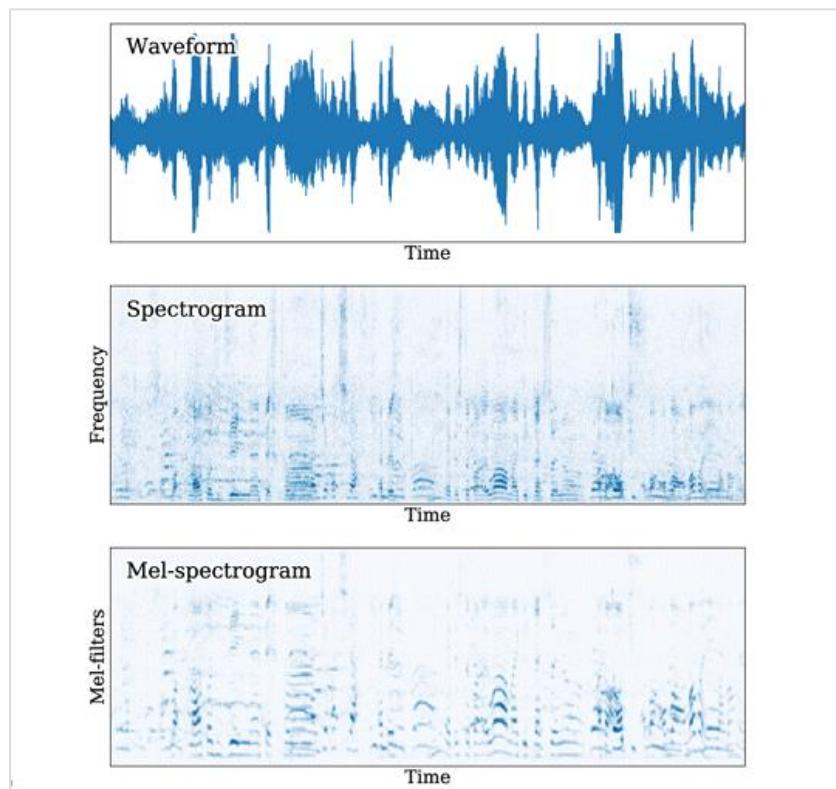 Waveform
Time
Spectrogram
Frequency
Time
Mel-spectrogram
Mel-filters
Time